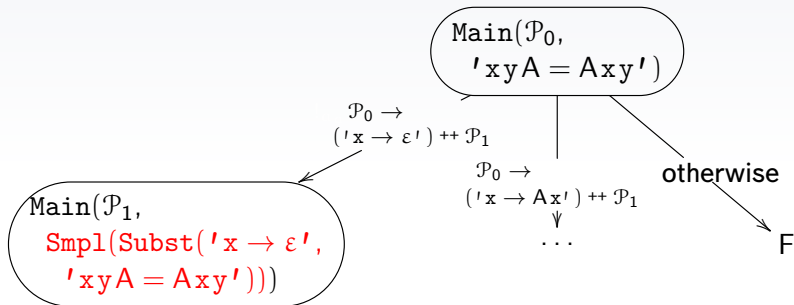 Main(𝒫₀,
'xyA = Axy')
𝒫₀ →
('x → ε') ++ 𝒫₁
𝒫₀ →
('x → Ax') ++ 𝒫₁
otherwise
Main(𝒫₁,
Smpl(Subst('x → ε',
'xyA = Axy')))
...
F